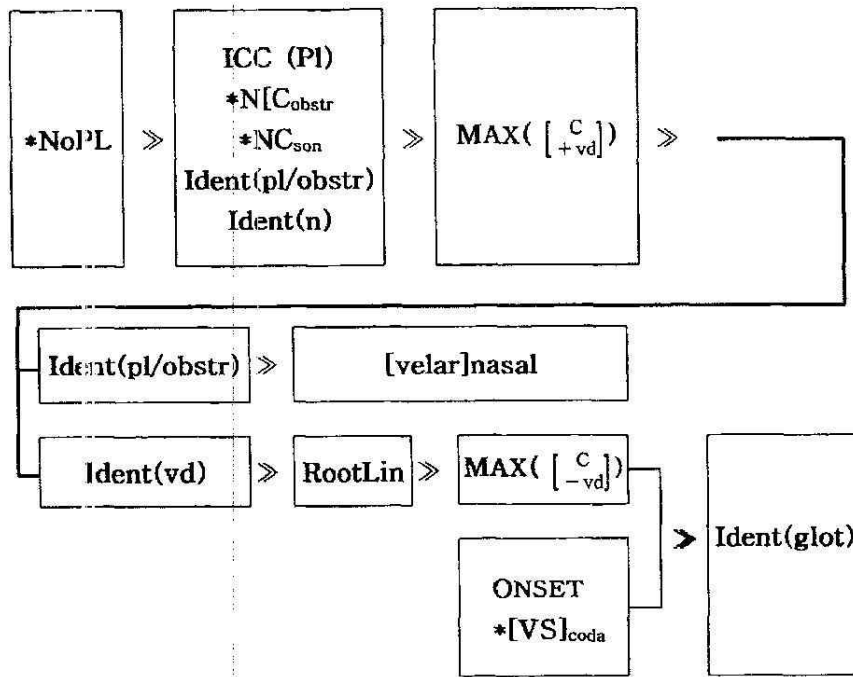 *NoPL ≫
ICC (Pl)
*N[C_obstr
*NC_son
Ident(pl/obstr)
Ident(n)
≫ MAX( [ C +vd ] ) ≫
Ident(pl/obstr) ≫ [velar]nasal
Ident(vd) ≫ RootLin ≫ MAX( [ C −vd ] )
ONSET
*[VS]_coda
≫ Ident(glot)